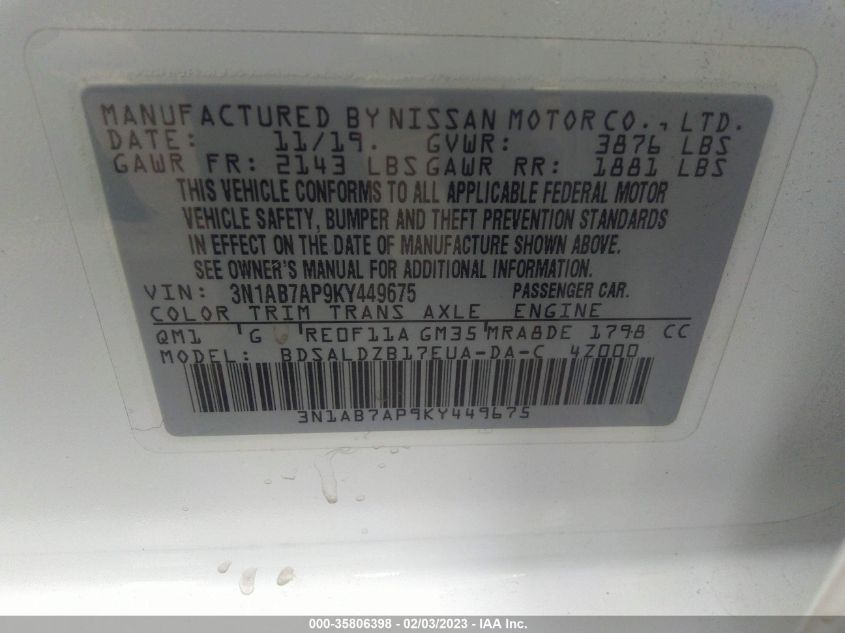 MANUFACTURED BY NISSAN MOTOR CO., LTD.
DATE: 11/19. GVWR: 3876 LBS
GAWR FR: 2143 LBS GAWR RR: 1881 LBS
THIS VEHICLE CONFORMS TO ALL APPLICABLE FEDERAL MOTOR
VEHICLE SAFETY, BUMPER AND THEFT PREVENTION STANDARDS
IN EFFECT ON THE DATE OF MANUFACTURE SHOWN ABOVE.
SEE OWNER'S MANUAL FOR ADDITIONAL INFORMATION.
VIN: 3N1AB7AP9KY449675 PASSENGER CAR.
COLOR TRIM TRANS AXLE ENGINE
QM1 G RE0F11A GM35 MRA8DE 1798 CC
MODEL: BDSALDZB17EUA-DA-C 4Z000
3N1AB7AP9KY449675
000-35806398 - 02/03/2023 - © IAA Inc.